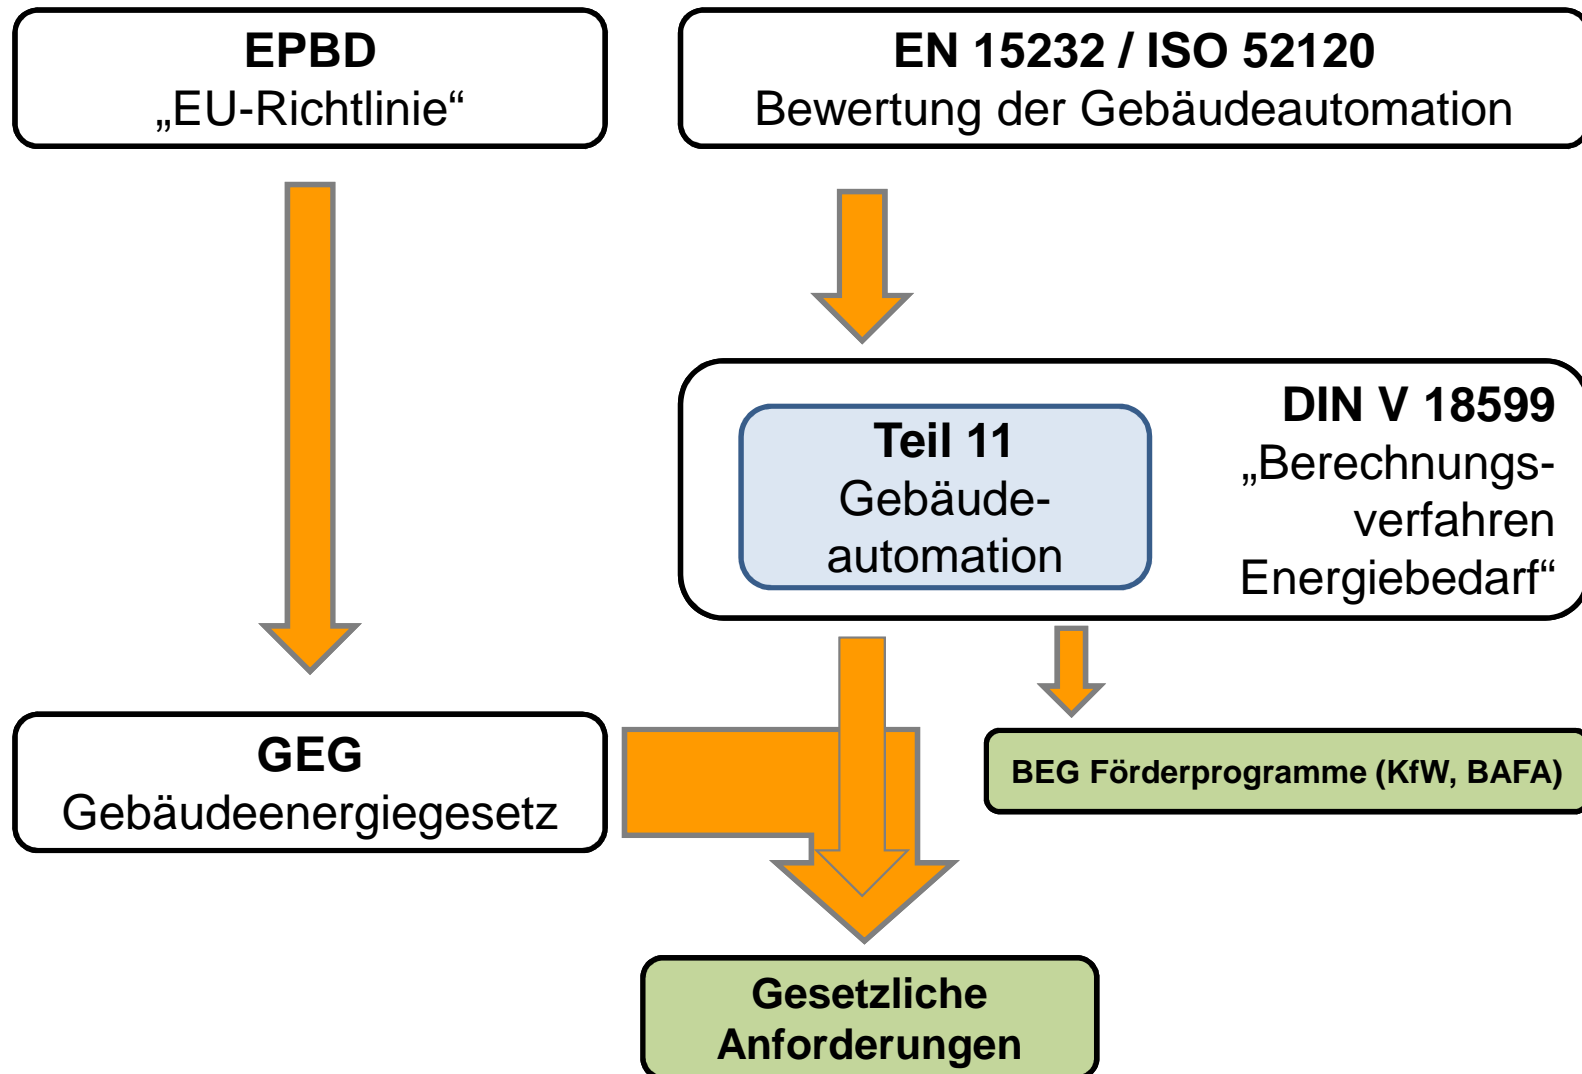 EPBD
„EU-Richtlinie“
EN 15232 / ISO 52120
Bewertung der Gebäudeautomation
Teil 11
Gebäude-
automation
DIN V 18599
„Berechnungs-
verfahren
Energiebedarf“
GEG
Gebäudeenergiegesetz
BEG Förderprogramme (KfW, BAFA)
Gesetzliche
Anforderungen